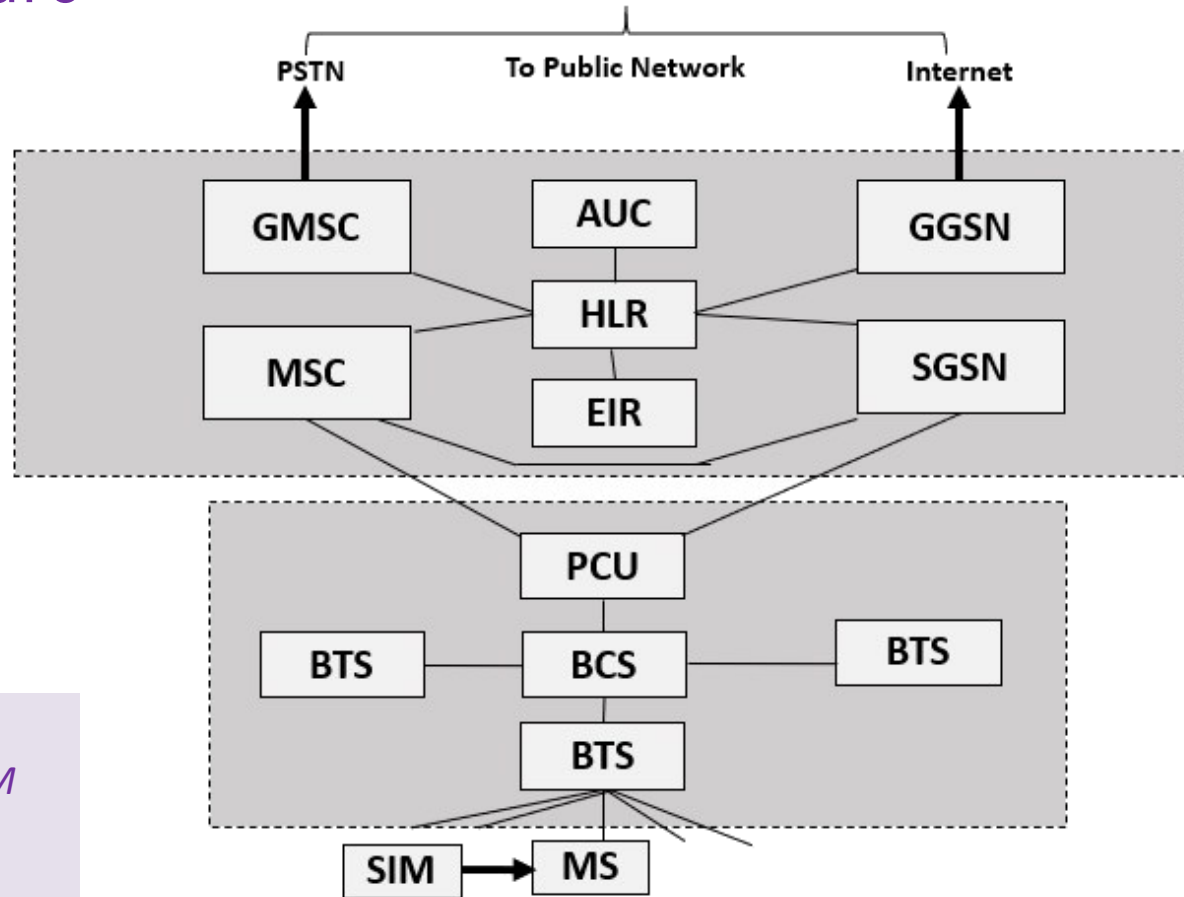 PSTN To Public Network Internet
GMSC AUC GGSN
HLR
MSC SGSN
EIR
PCU
BTS BCS BTS
BTS
SIM MS